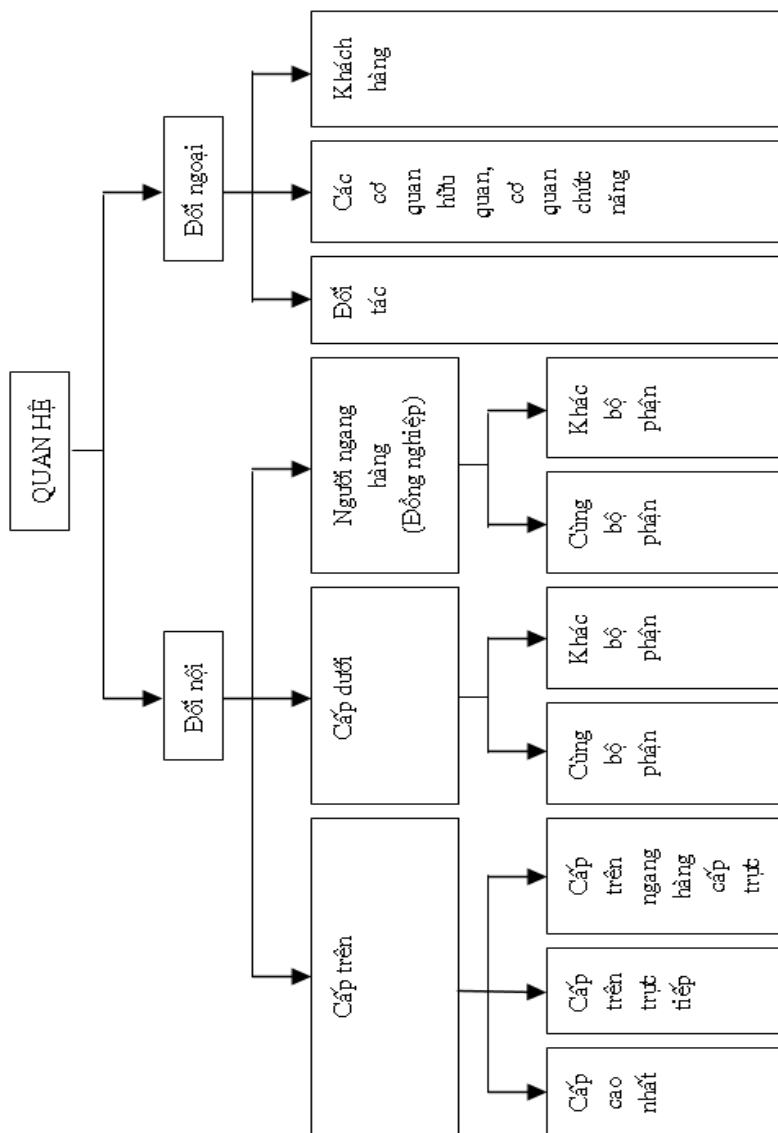 QUAN HỆ
Đối nội
Đối ngoại
Cấp trên
Cấp dưới
Người ngang
hàng
(Đồng nghiệp)
Đối
tác
Các
cơ
quan
hữu
quan,
cơ
quan
chức
năng
Khách
hàng
Cấp
cao
nhất
Cấp
trên
trực
tiếp
Cấp
trên
ngang
hàng
cấp
trực
Cùng
bộ
phận
Khác
bộ
phận
Cùng
bộ
phận
Khác
bộ
phận